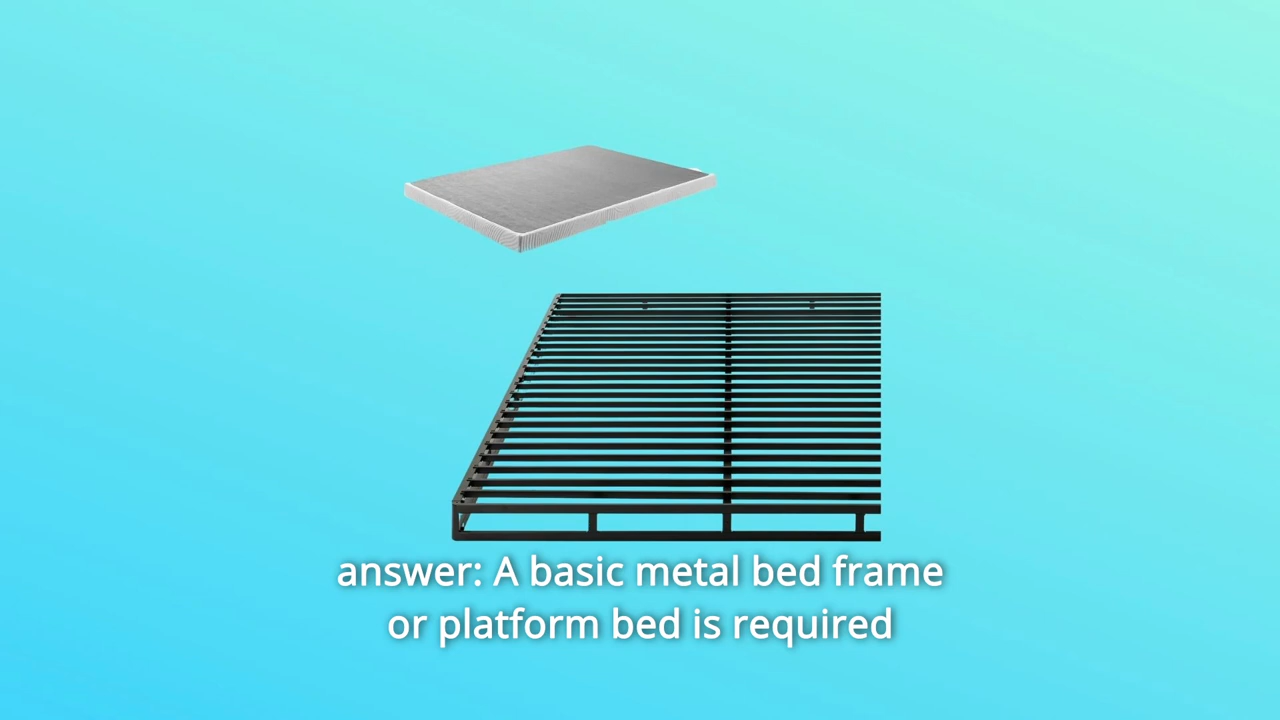 answer: A basic metal bed frame
or platform bed is required